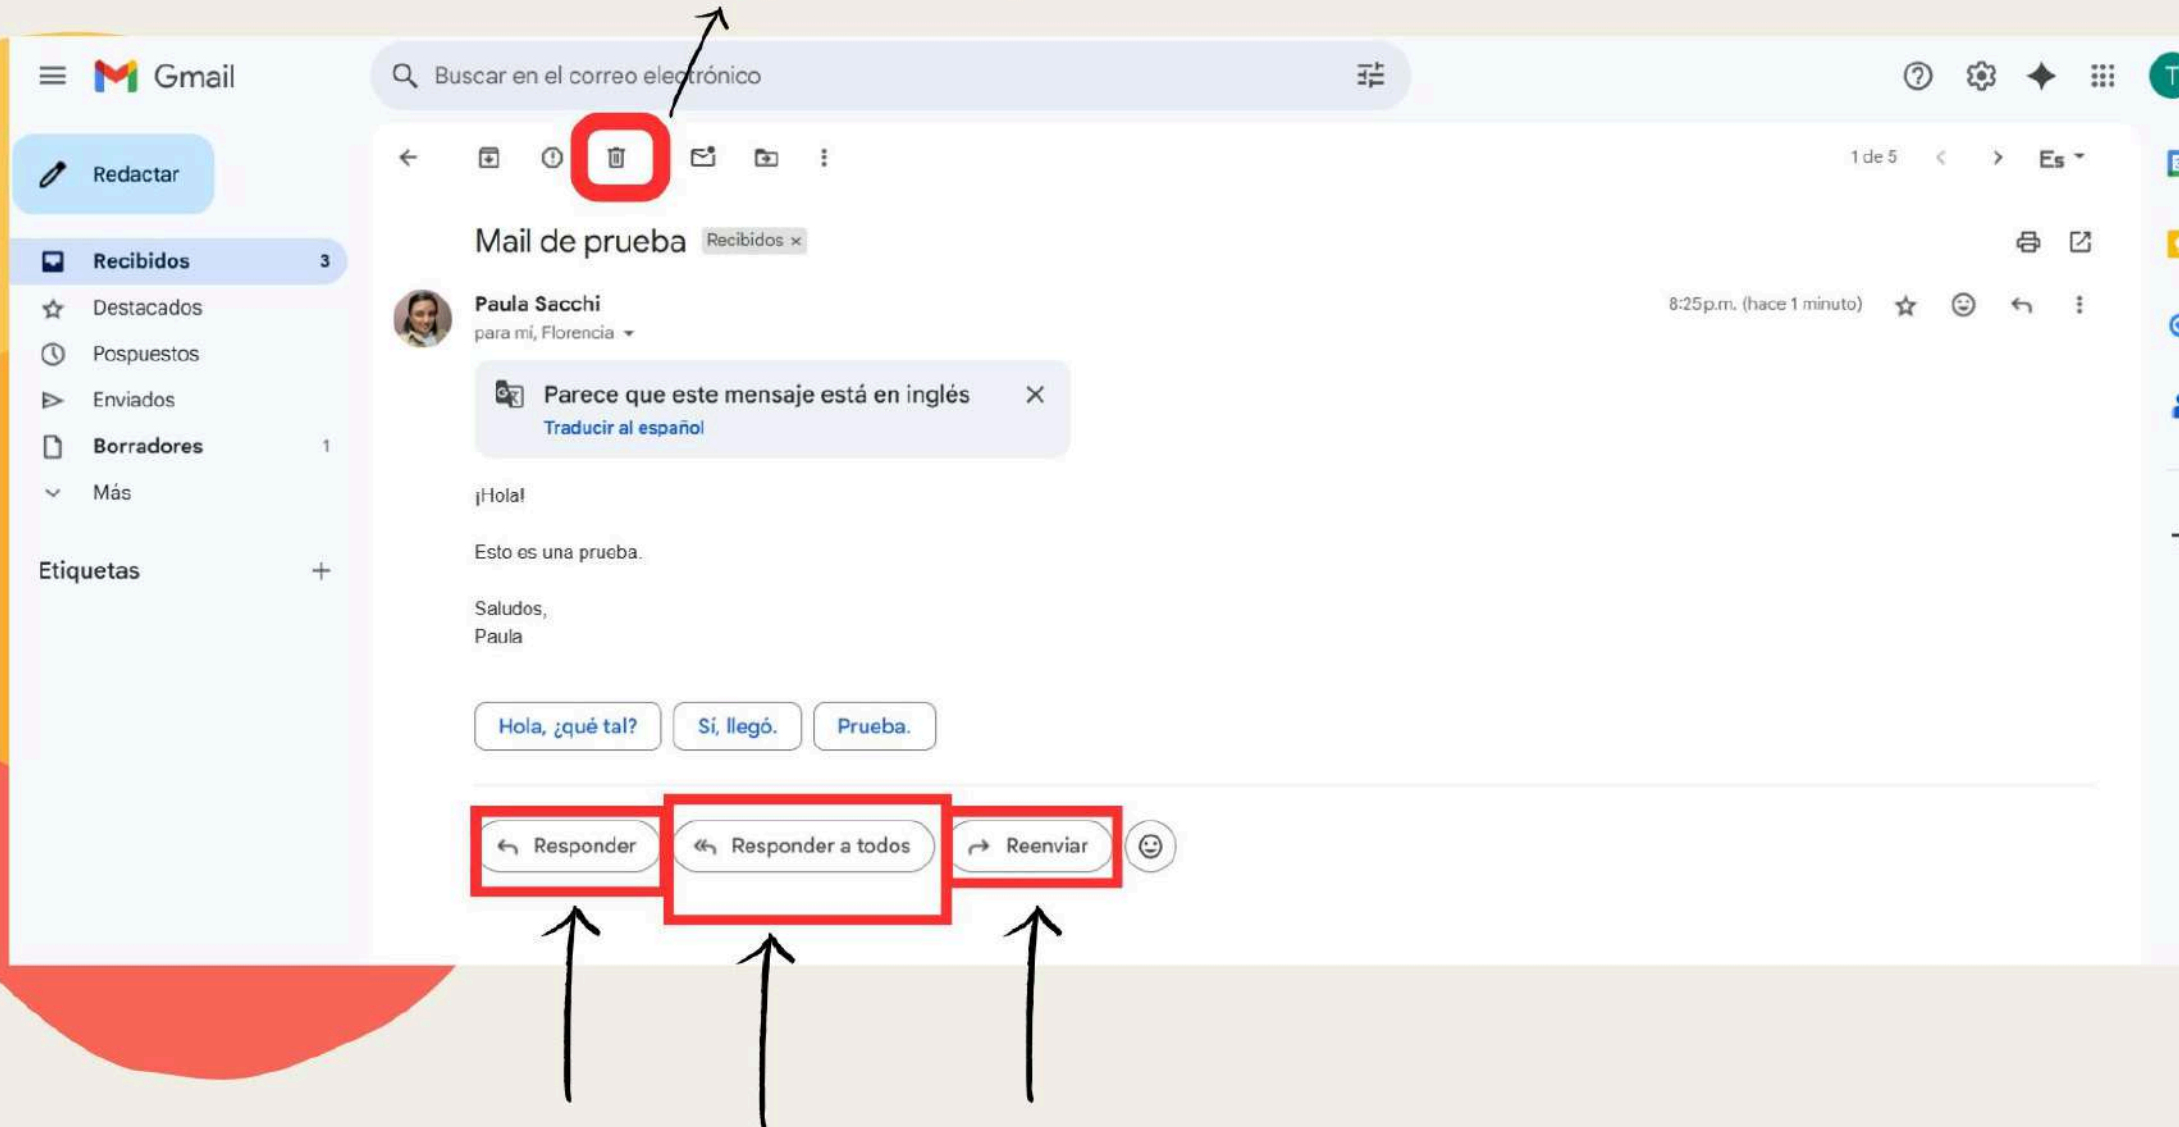 Gmail
Buscar en el correo electrónico
T
Redactar
1 de 5
Es
Mail de prueba Recibidos ×
Recibidos 3
Destacados
Pospuestos
Enviados
Borradores 1
Más
Etiquetas +
Paula Sacchi
8:25 p.m. (hace 1 minuto)
para mí, Florencia
Parece que este mensaje está en inglés
Traducir al español
¡Hola!
Esto es una prueba.
Saludos,
Paula
Hola, ¿qué tal? Sí, llegó. Prueba.
Responder Responder a todos Reenviar